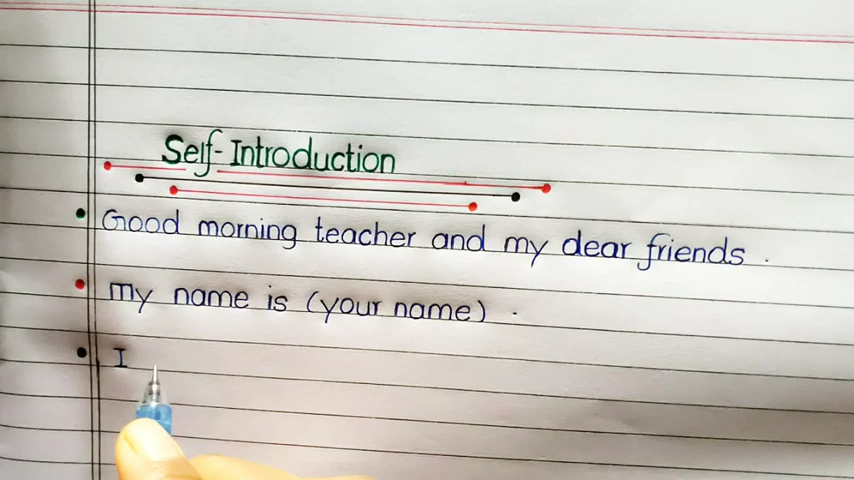 Self-Introduction
Good morning teacher and my dear friends.
My name is (your name).
I